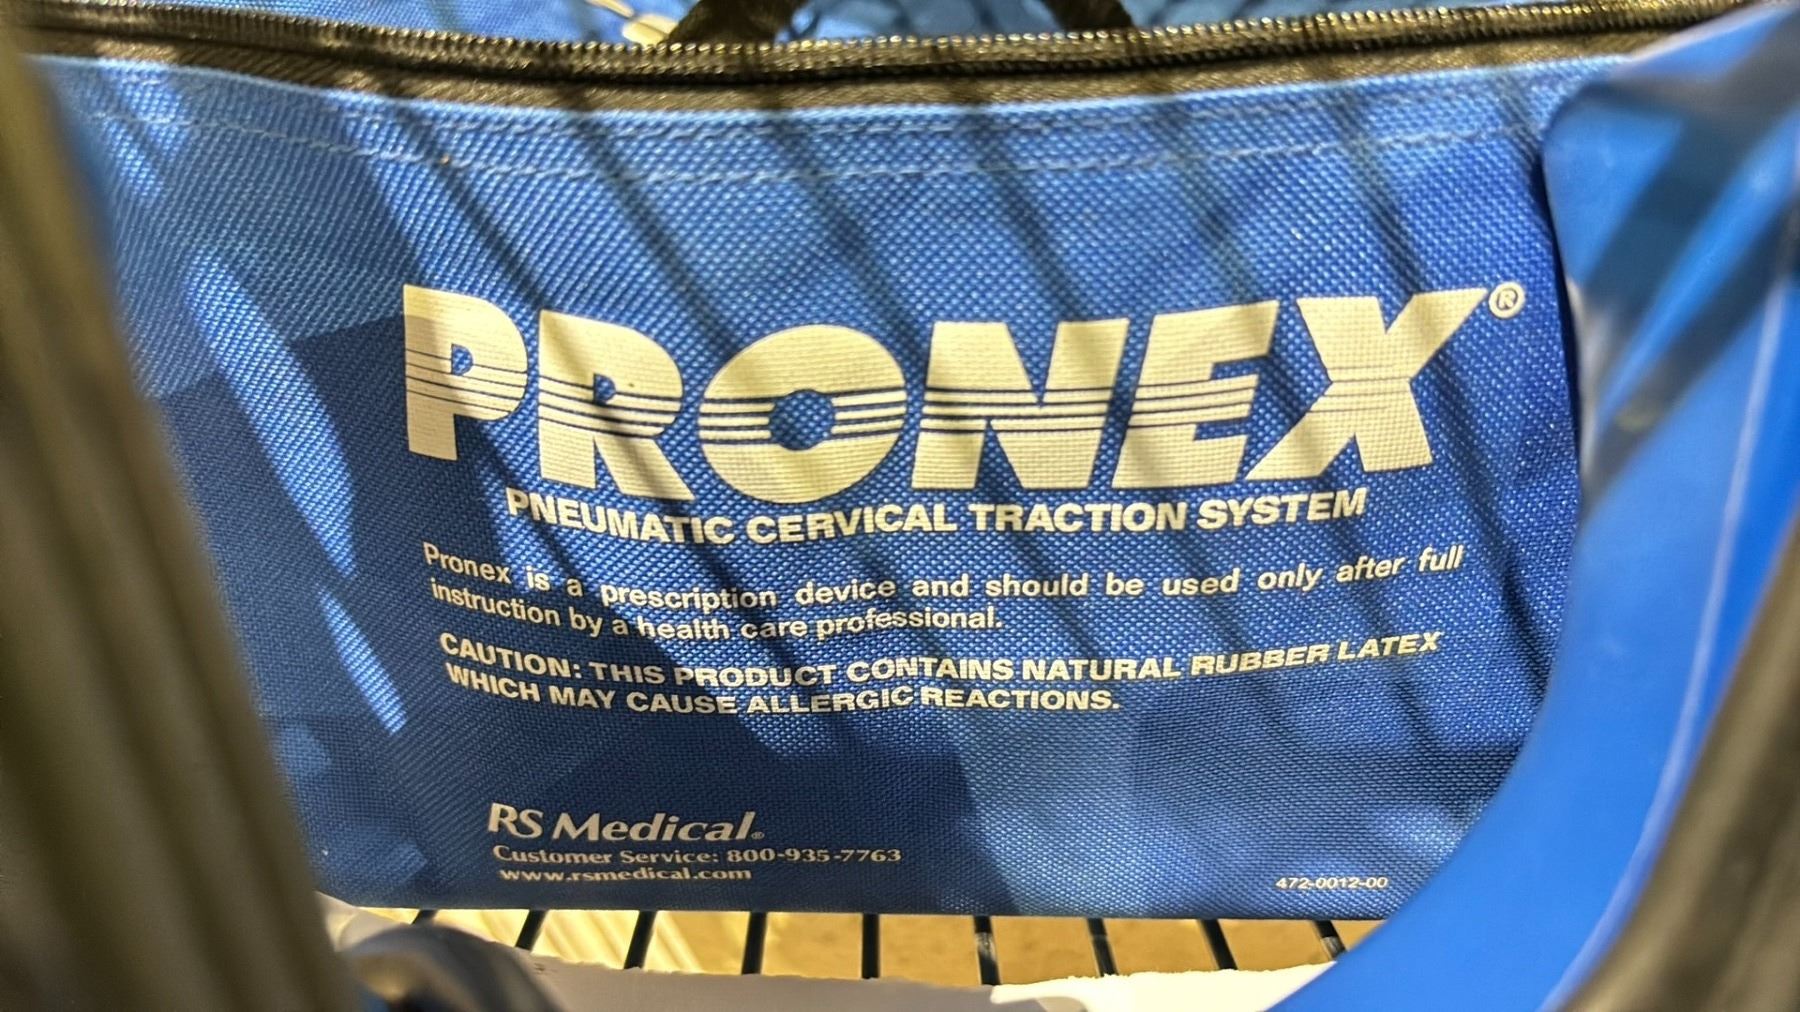 PRONEX®
PNEUMATIC CERVICAL TRACTION SYSTEM
Pronex is a prescription device and should be used only after full
instruction by a health care professional.
CAUTION: THIS PRODUCT CONTAINS NATURAL RUBBER LATEX
WHICH MAY CAUSE ALLERGIC REACTIONS.
RS Medical®
Customer Service: 800-935-7763
www.rsmedical.com
472-0012-00